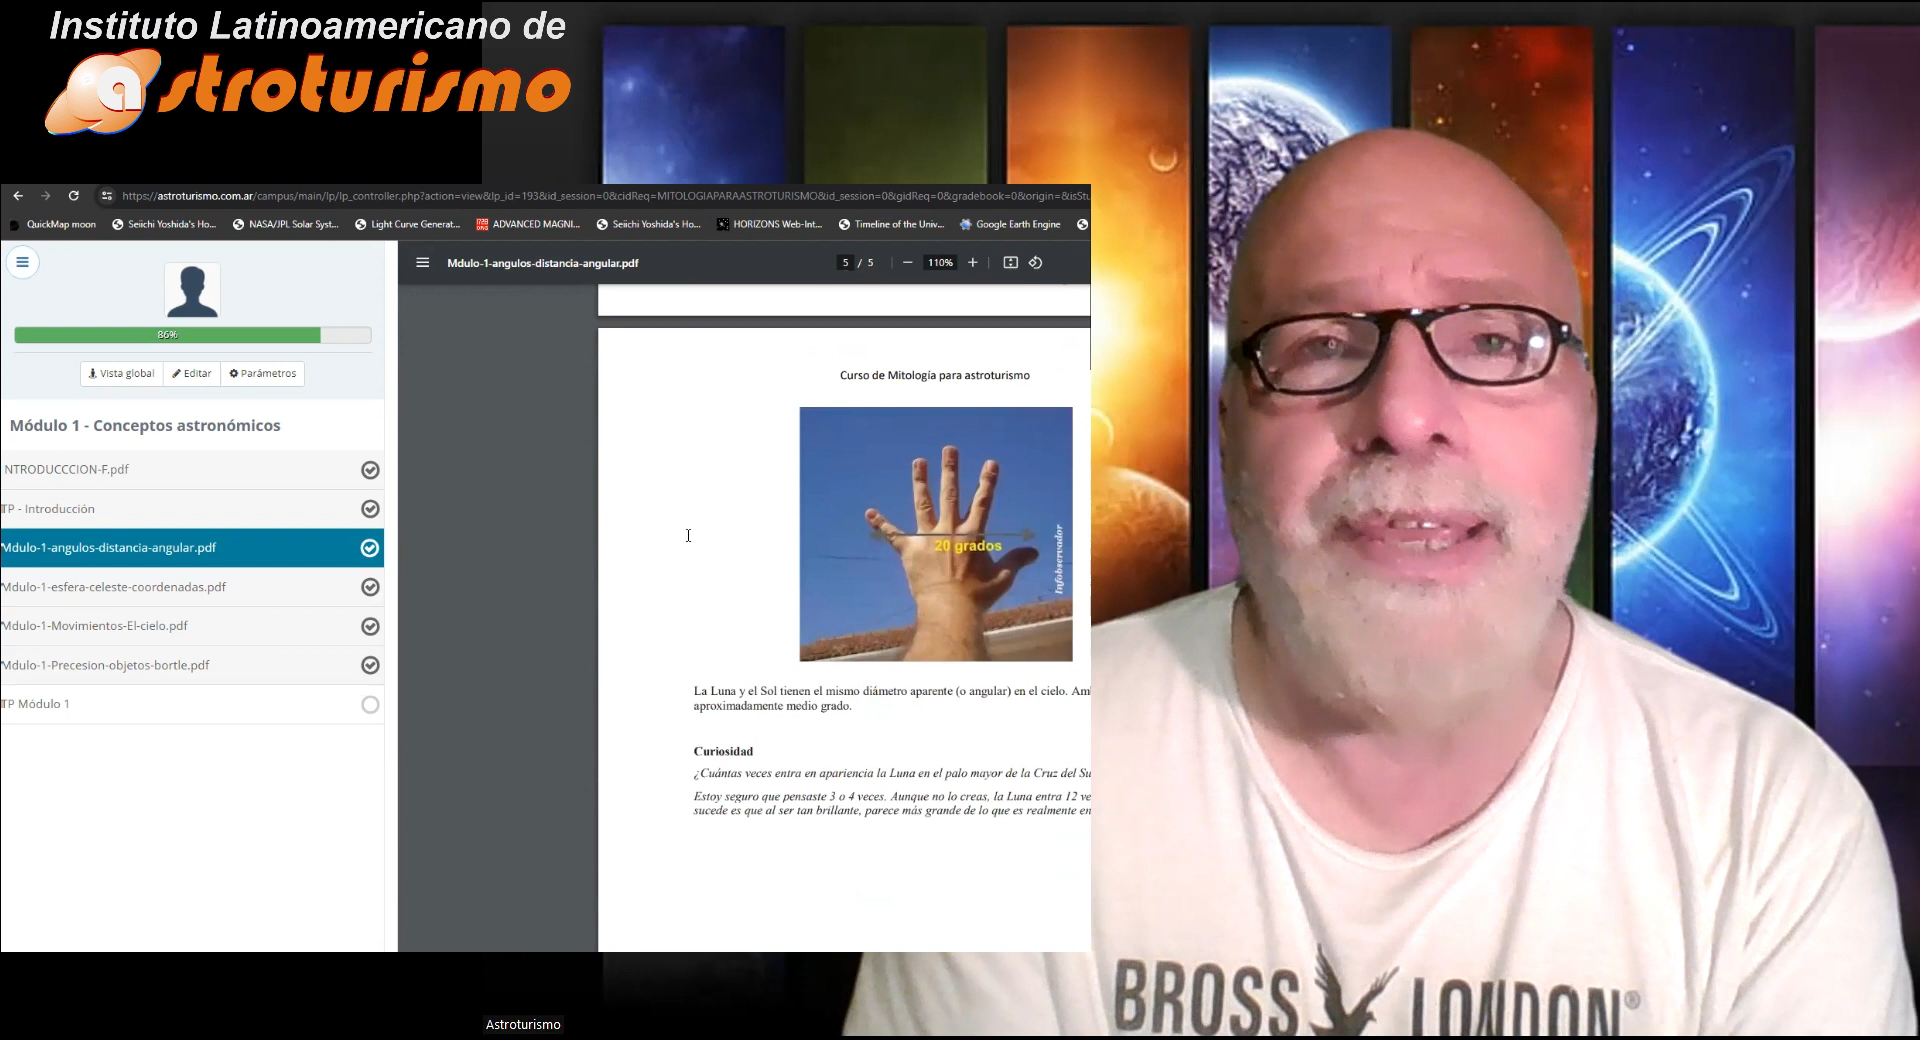 Instituto Latinoamericano de
astroturismo
https://astroturismo.com.ar/campus/main/lp/lp_controller.php?action=view&lp_id=193&id_session=0&cidReq=MITOLOGIAPARAASTROTURISMO&id_session=0&gidReq=0&gradebook=0&origin=&isStu
QuickMap moon Seiichi Yoshida's Ho... NASA/JPL Solar Syst... Light Curve Generat... ADVANCED MAGNI... Seiichi Yoshida's Ho... HORIZONS Web-Int... Timeline of the Univ... Google Earth Engine
Mdulo-1-angulos-distancia-angular.pdf 5 / 5 — 110% +
86%
Vista global Editar Parámetros
Módulo 1 - Conceptos astronómicos
NTRODUCCCION-F.pdf
TP - Introducción
Mdulo-1-angulos-distancia-angular.pdf
Mdulo-1-esfera-celeste-coordenadas.pdf
Mdulo-1-Movimientos-El-cielo.pdf
Mdulo-1-Precesion-objetos-bortle.pdf
TP Módulo 1
Curso de Mitología para astroturismo
20 grados
Infobservador
La Luna y el Sol tienen el mismo diámetro aparente (o angular) en el cielo. Am
aproximadamente medio grado.
Curiosidad
¿Cuántas veces entra en apariencia la Luna en el palo mayor de la Cruz del Su
Estoy seguro que pensaste 3 o 4 veces. Aunque no lo creas, la Luna entra 12 ve
sucede es que al ser tan brillante, parece más grande de lo que es realmente en
BROSS LONDON®
Astroturismo